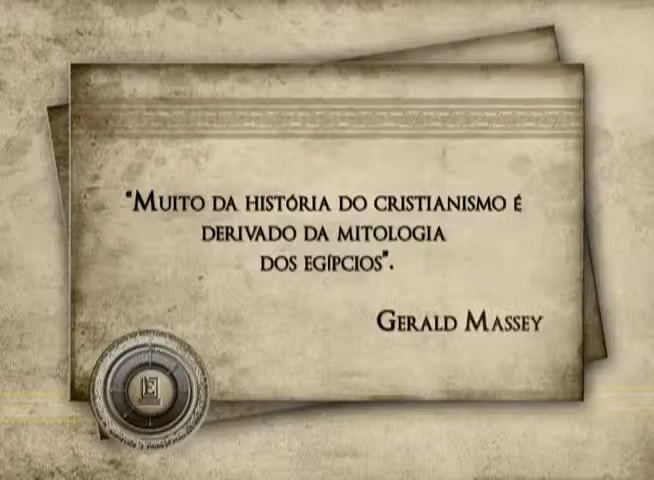 "Muito da história do cristianismo é
derivado da mitologia
dos egípcios".
Gerald Massey